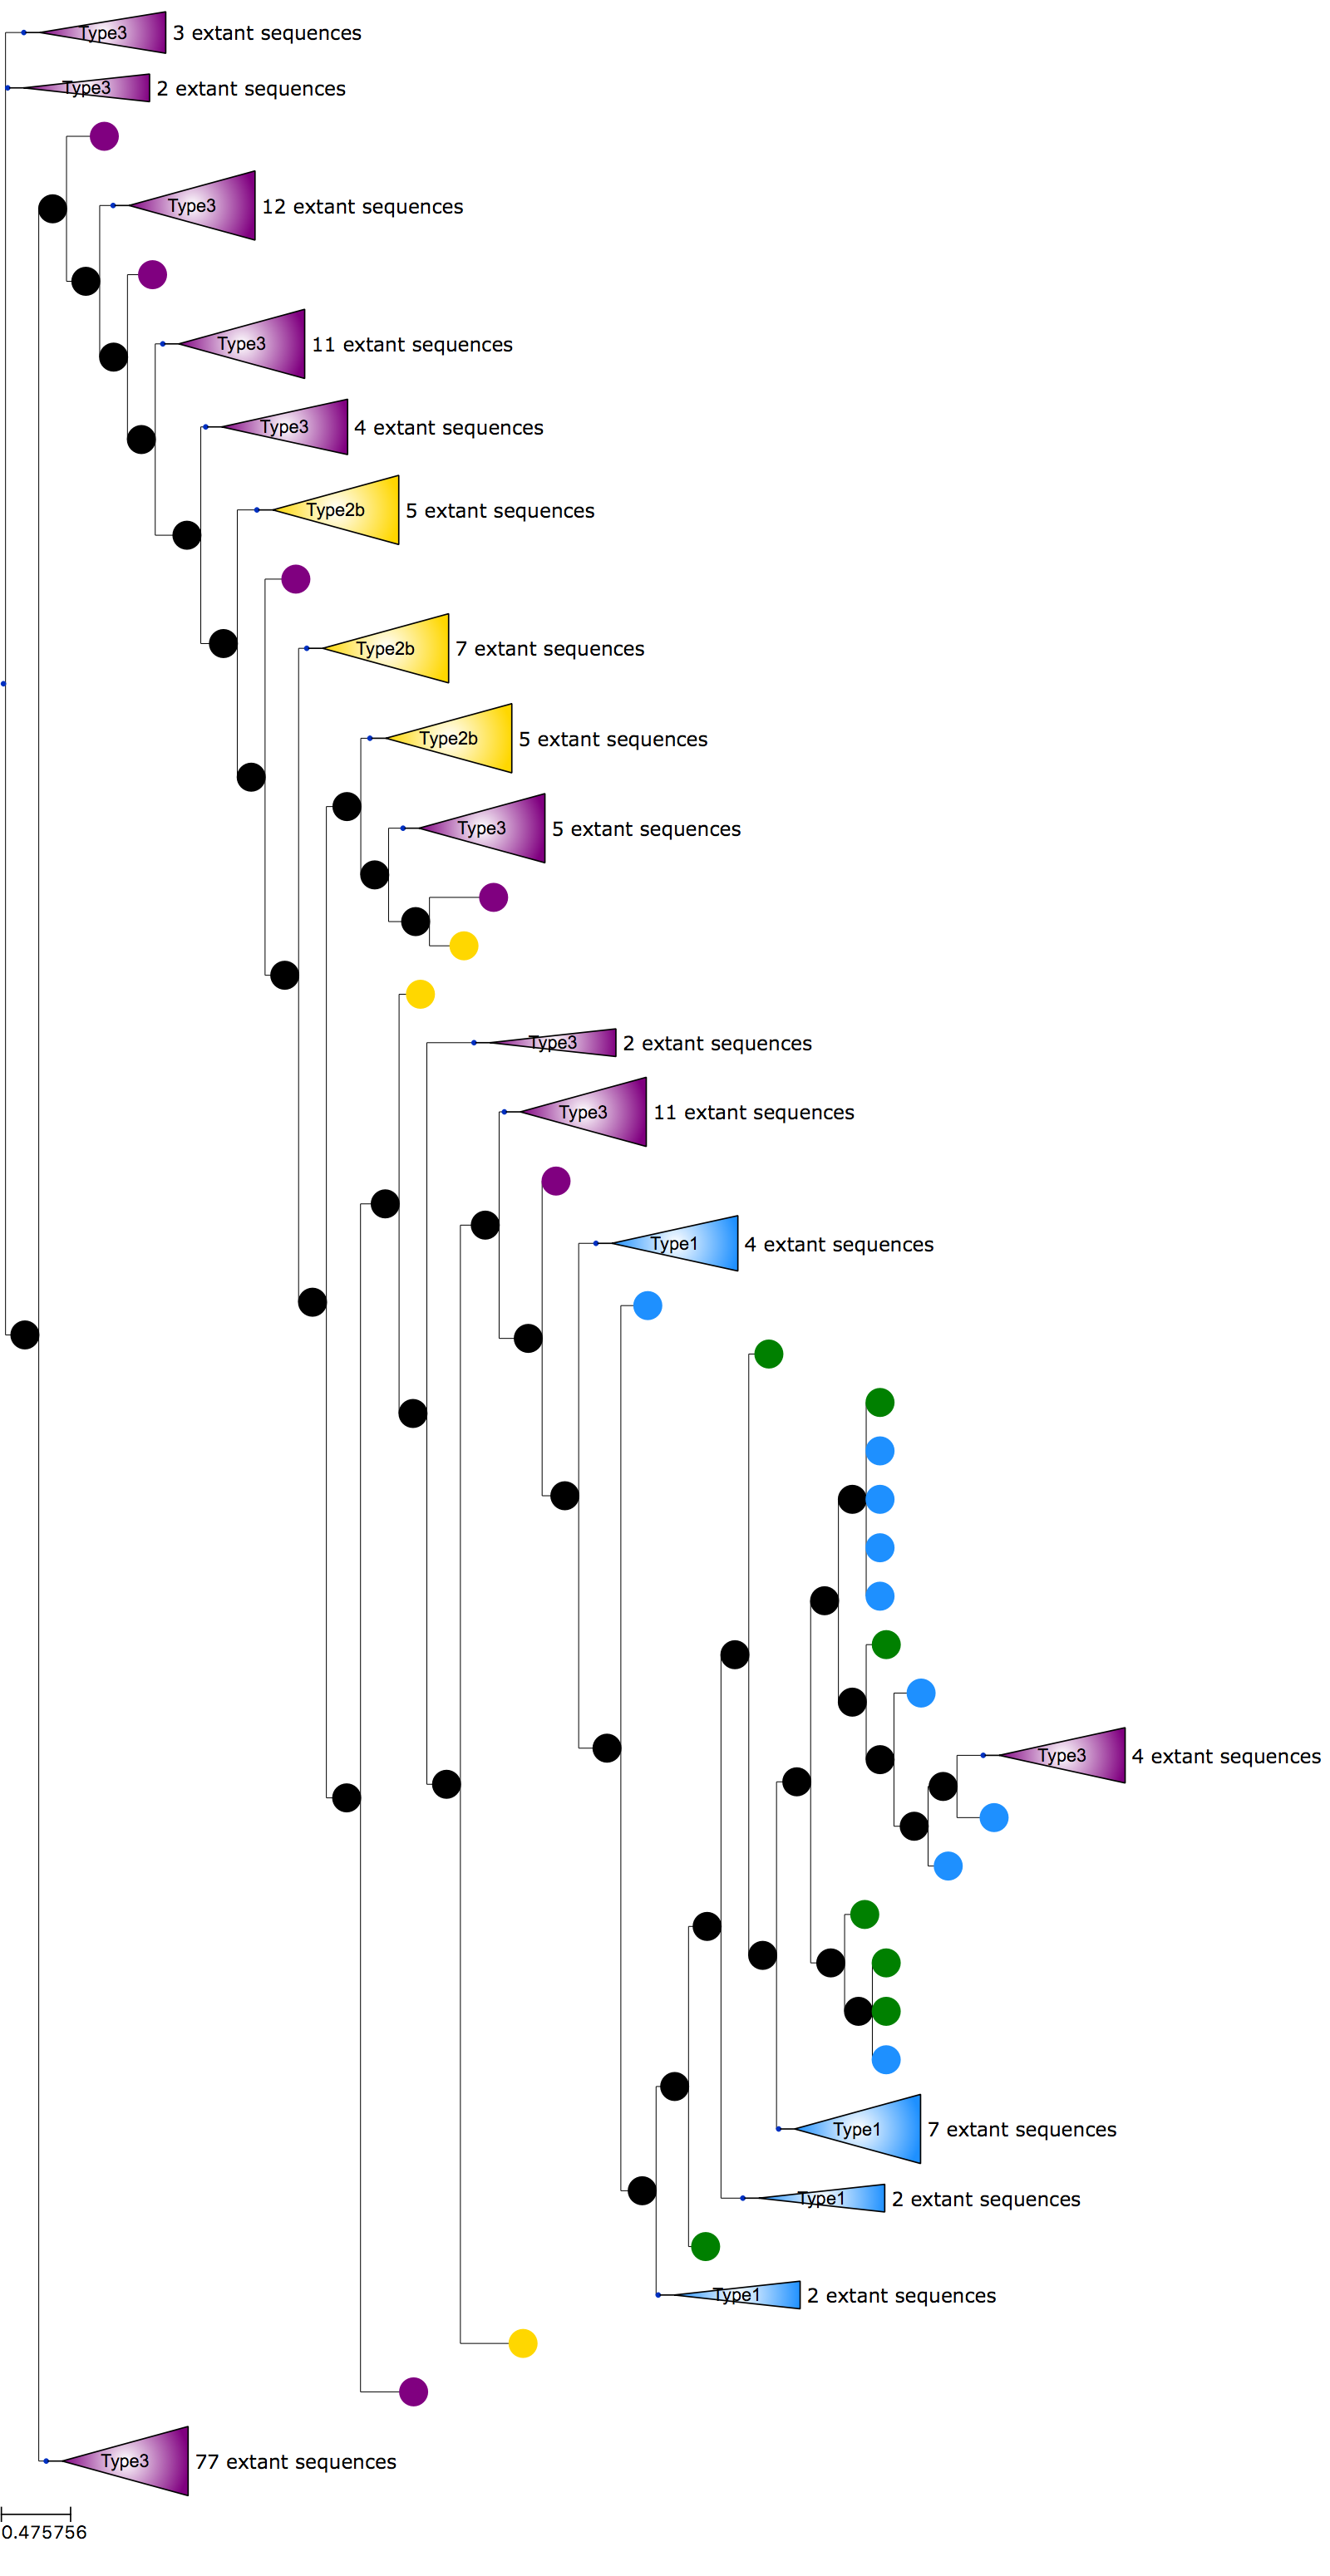 Type3 3 extant sequences
Type3 2 extant sequences
Type3 12 extant sequences
Type3 11 extant sequences
Type3 4 extant sequences
Type2b 5 extant sequences
Type2b 7 extant sequences
Type2b 5 extant sequences
Type3 5 extant sequences
Type3 2 extant sequences
Type3 11 extant sequences
Type1 4 extant sequences
Type3 4 extant sequences
Type1 7 extant sequences
Type1 2 extant sequences
Type1 2 extant sequences
Type3 77 extant sequences
0.475756